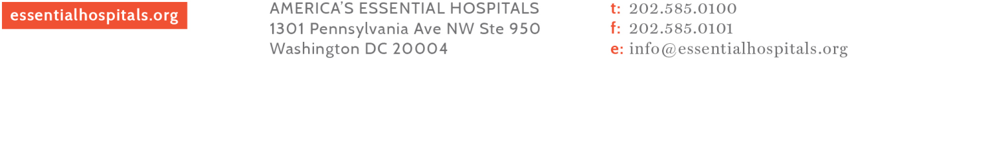 essentialhospitals.org
AMERICA’S ESSENTIAL HOSPITALS
1301 Pennsylvania Ave NW Ste 950
Washington DC 20004
t: 202.585.0100
f: 202.585.0101
e: info@essentialhospitals.org